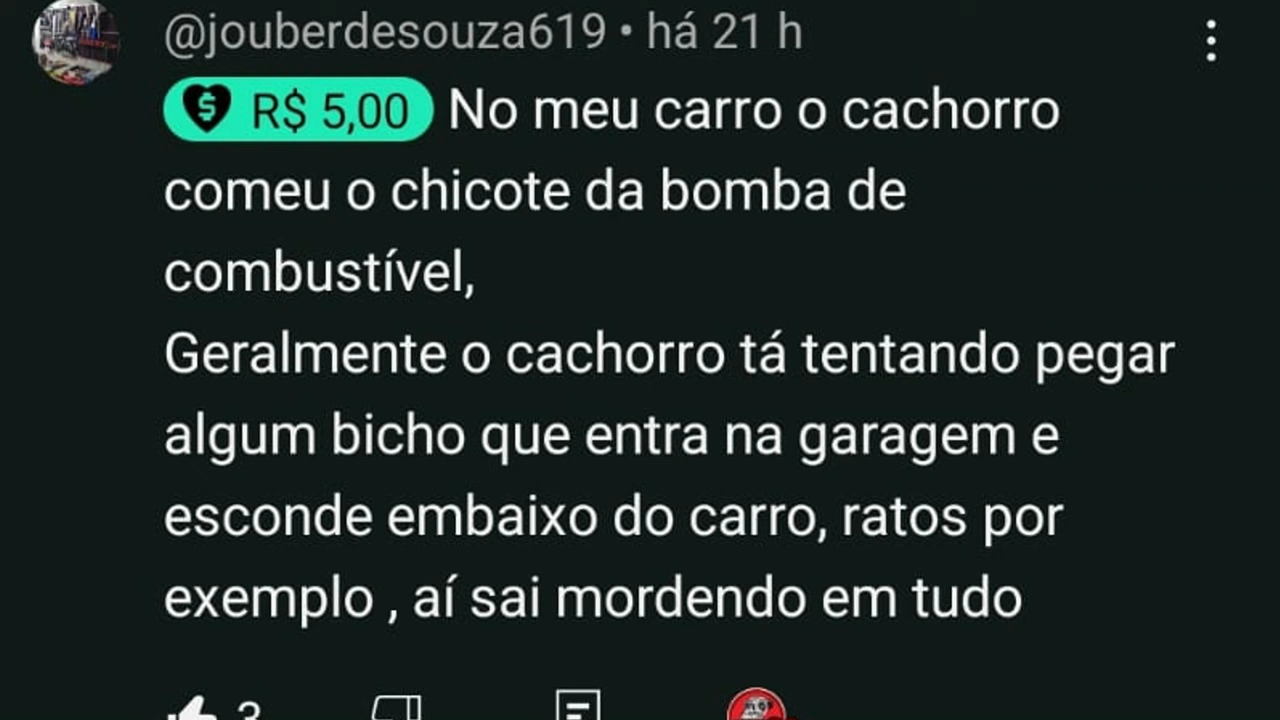 @jouberdesouza619 • há 21 h
R$ 5,00 No meu carro o cachorro
comeu o chicote da bomba de
combustível,
Geralmente o cachorro tá tentando pegar
algum bicho que entra na garagem e
esconde embaixo do carro, ratos por
exemplo , aí sai mordendo em tudo
3